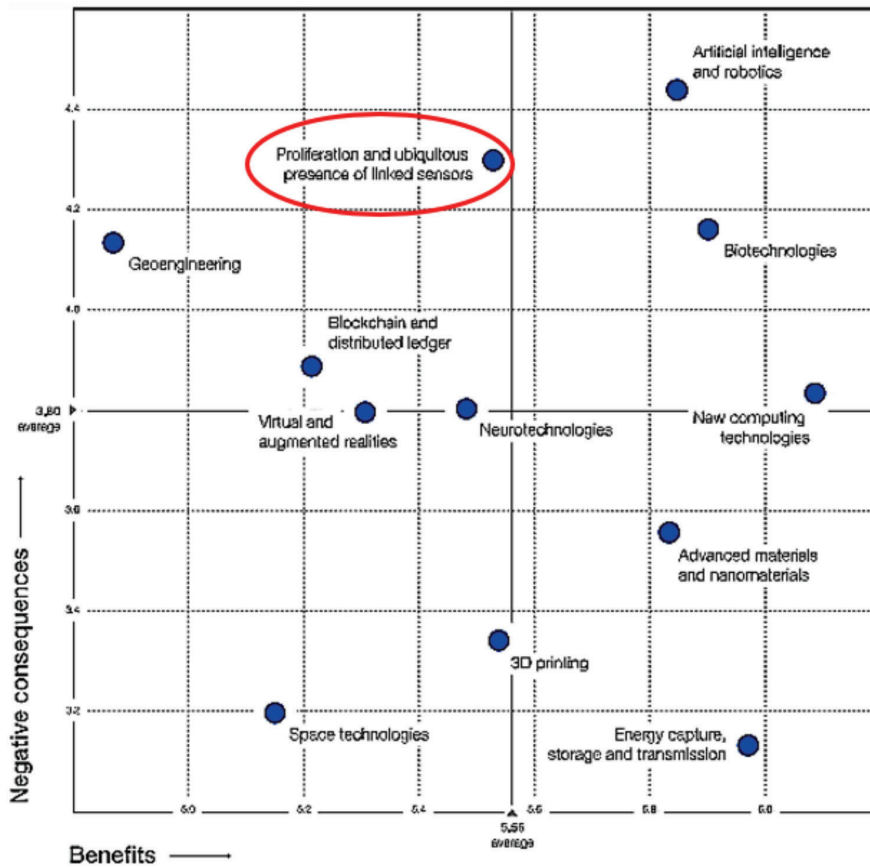 Artificial intelligence
and robotics
4.4
Proliferation and ubiquitous
presence of linked sensors
4.2
Biotechnologies
Geoengineering
4.0
Blockchain and
distributed ledger
3.80
average
Virtual and
augmented realities
Neurotechnologies
New computing
technologies
3.6
Advanced materials
and nanomaterials
3.4
3D printing
3.2
Space technologies
Energy capture,
storage and transmission
Negative consequences
5.0 5.2 5.4 5.6 5.8 6.0
5.55
average
Benefits